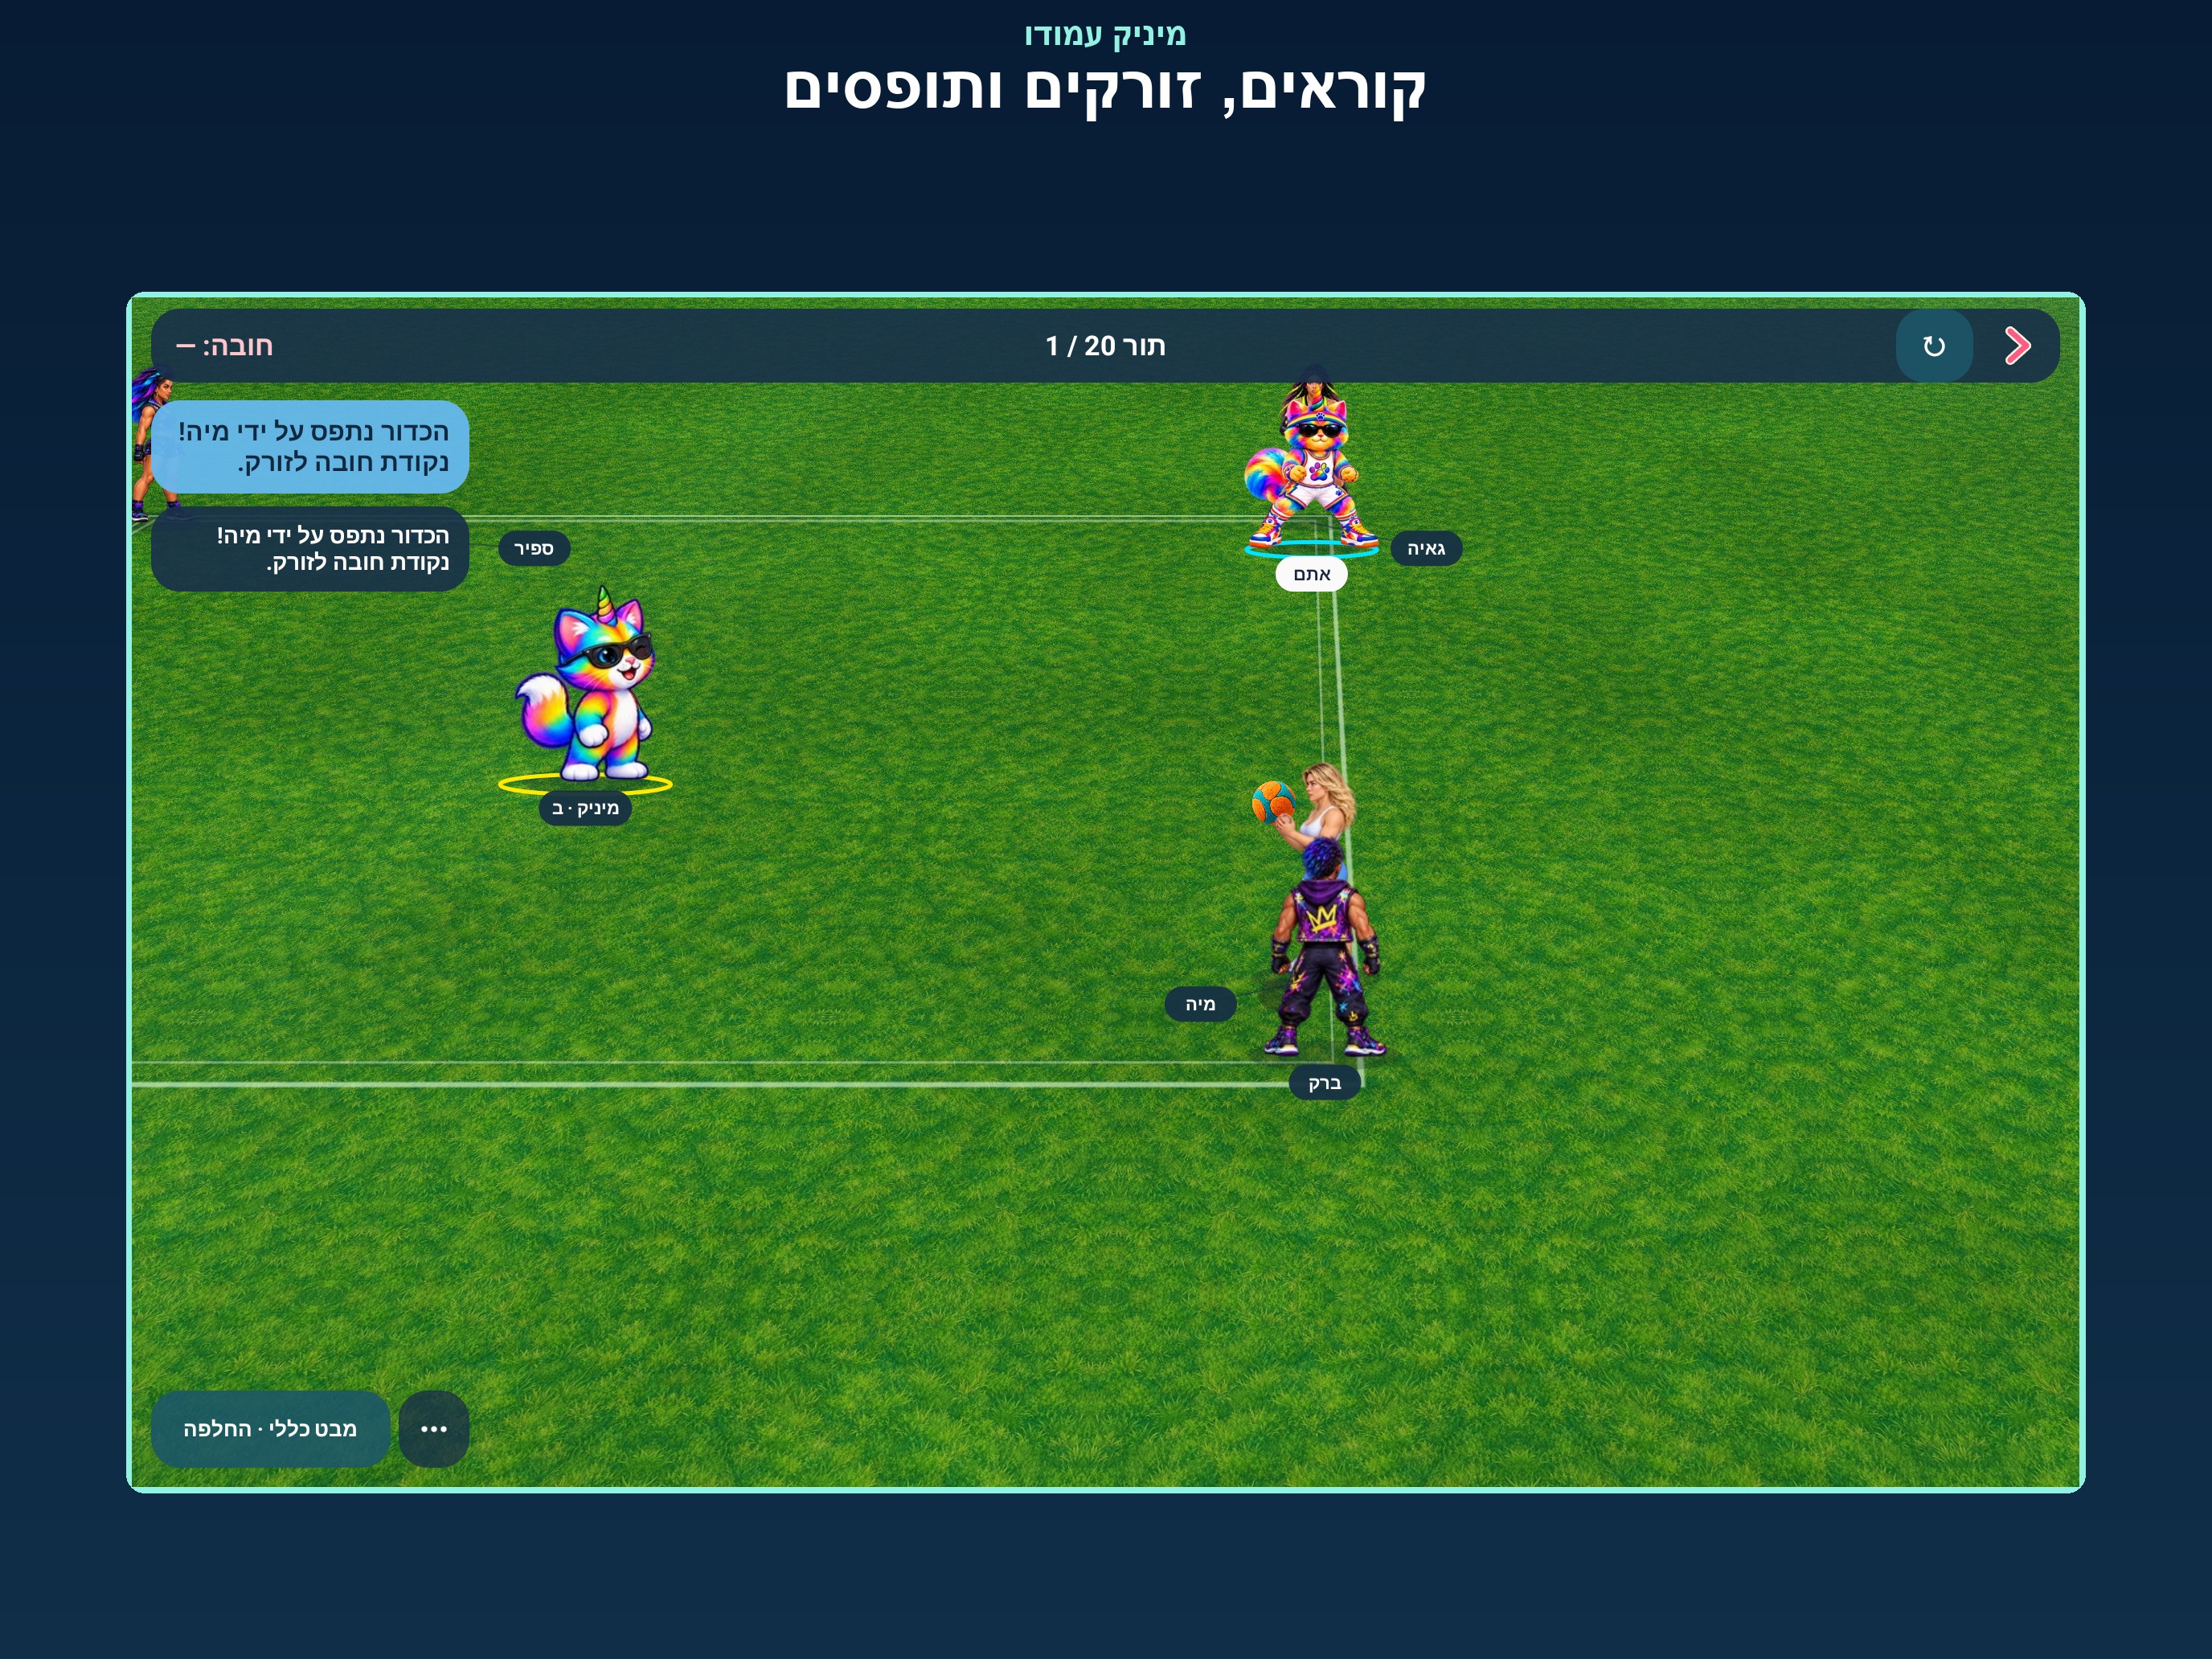 מיניק עמודו
קוראים, זורקים ותופסים
תור 20 / 1
חובה: –
הכדור נתפס על ידי מיה!
נקודת חובה לזורק.
הכדור נתפס על ידי מיה!
נקודת חובה לזורק.
גאיה
ספיר
אתם
מיניק · ב
מיה
ברק
מבט כללי · החלפה